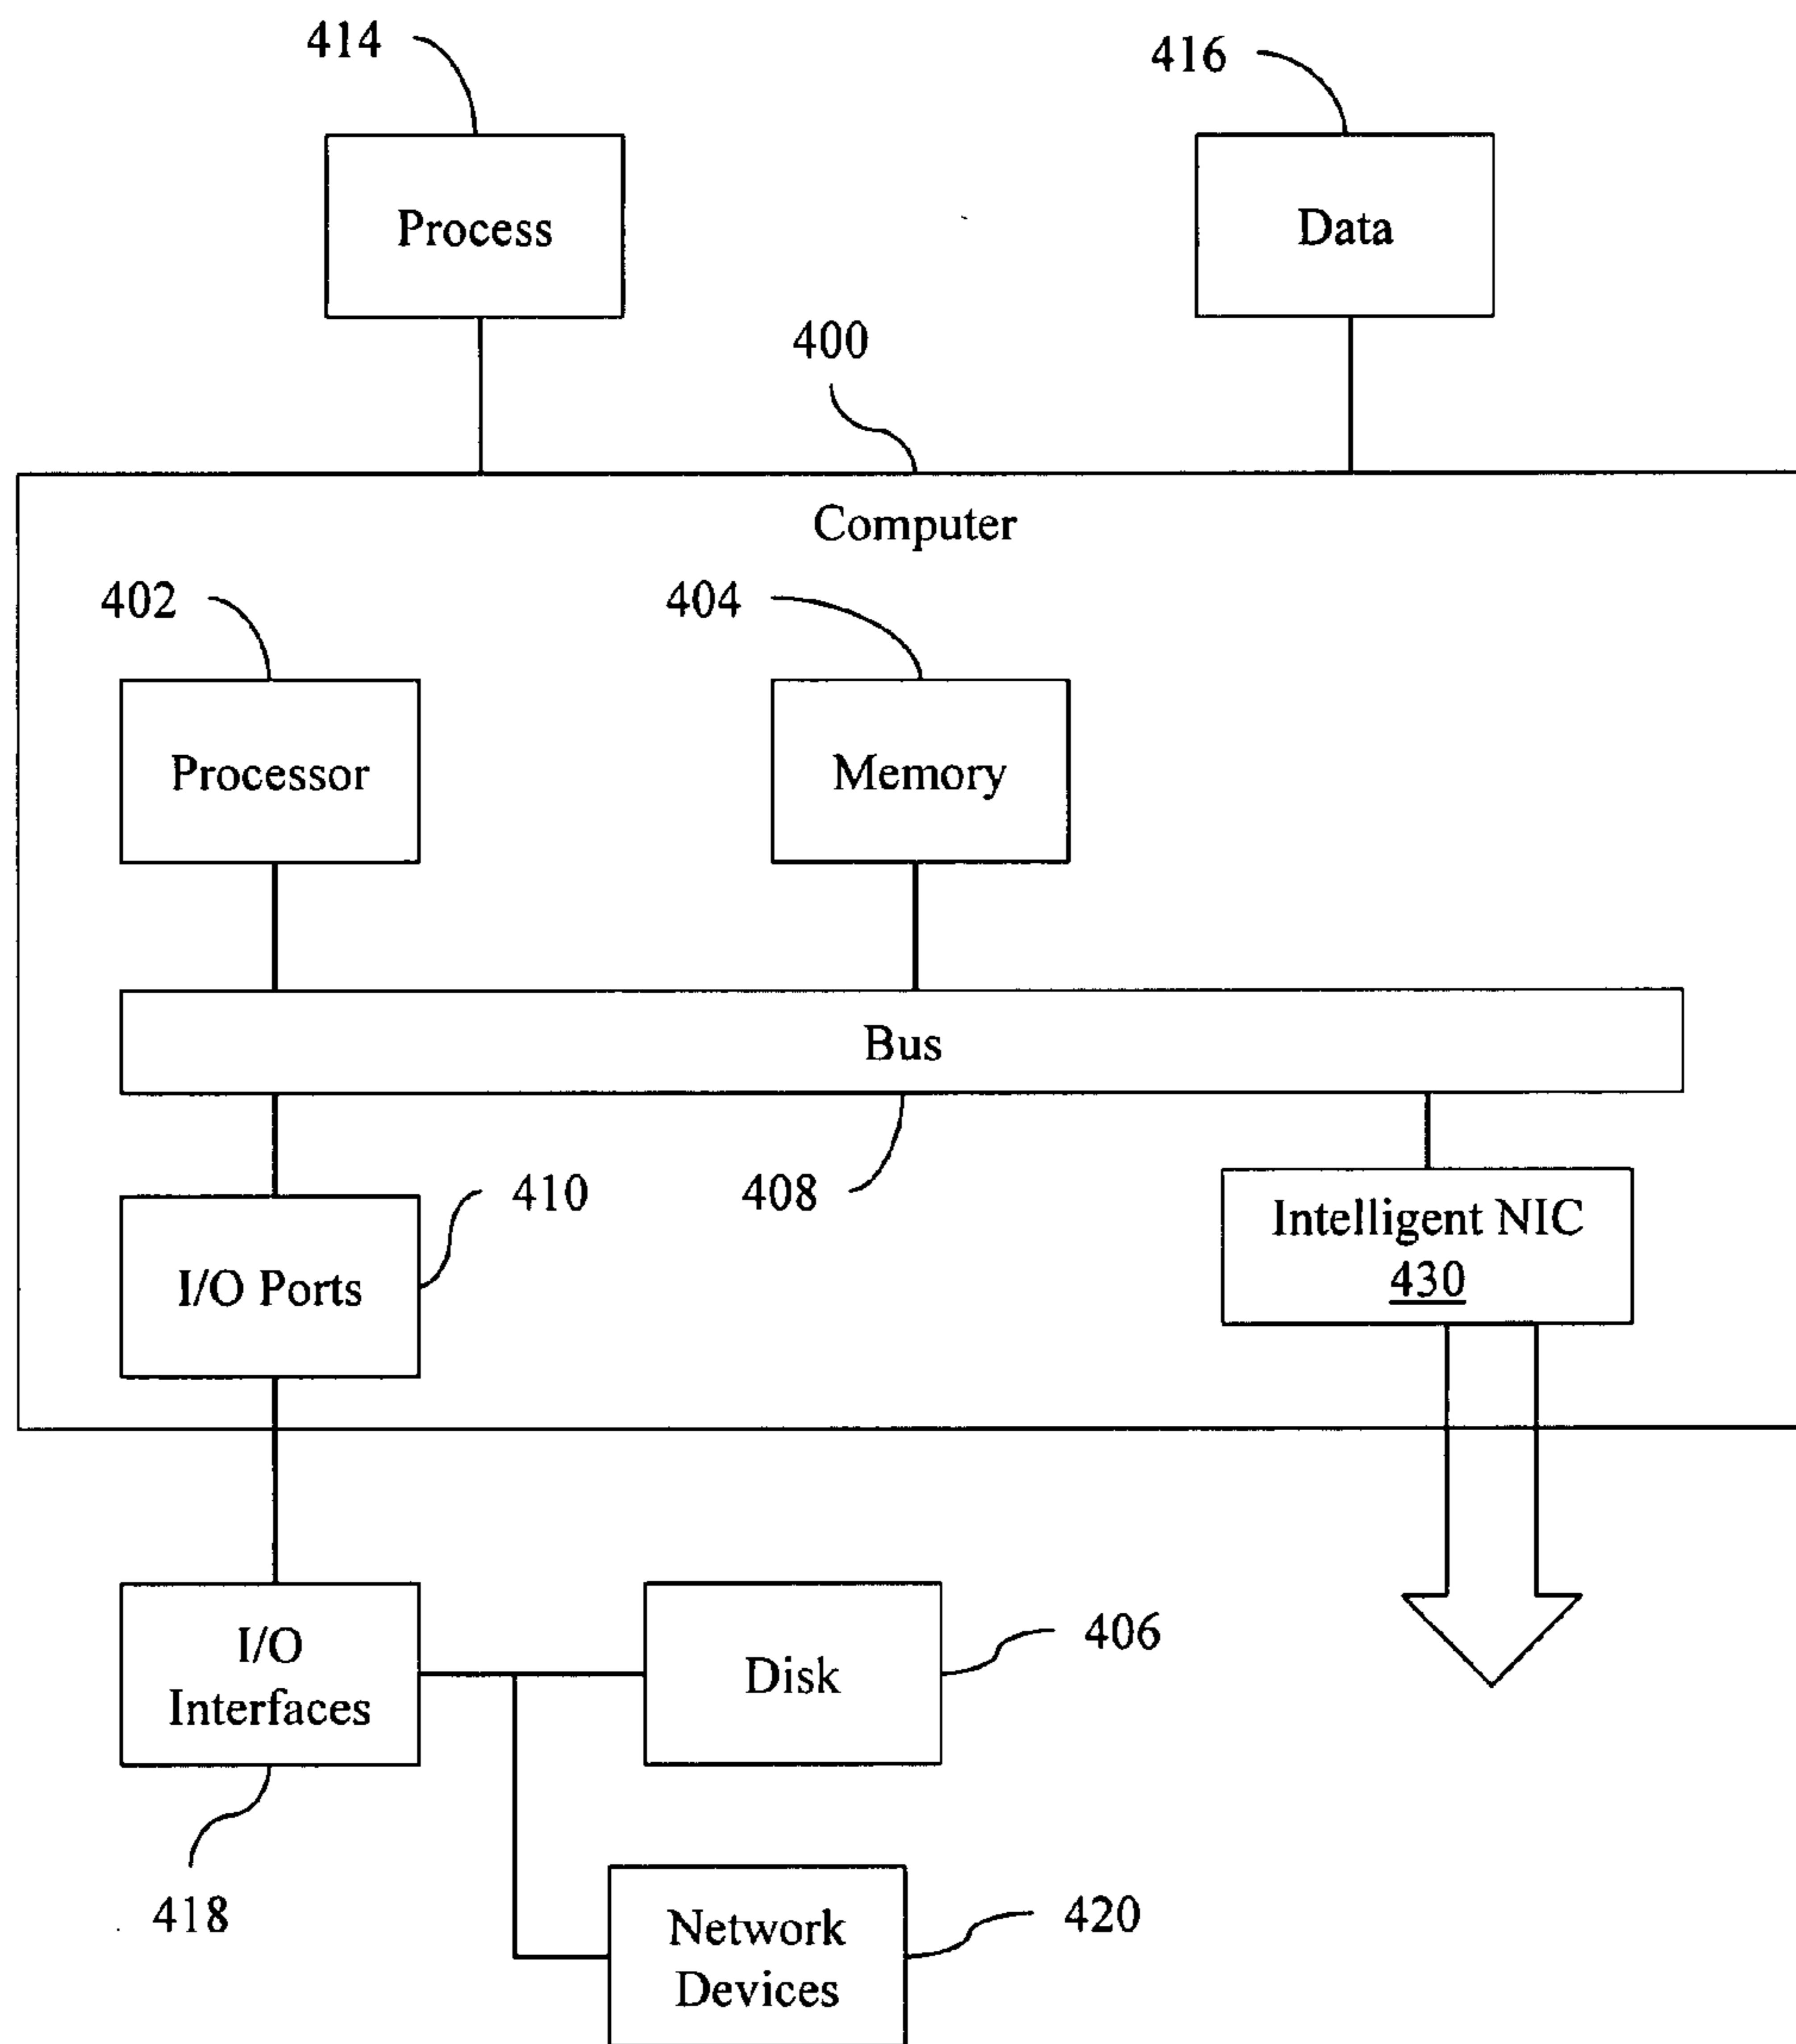 414
416
Process
Data
400
Computer
402
404
Processor
Memory
Bus
410
408
Intelligent NIC
430
I/O Ports
I/O
Interfaces
Disk
406
418
Network
Devices
420